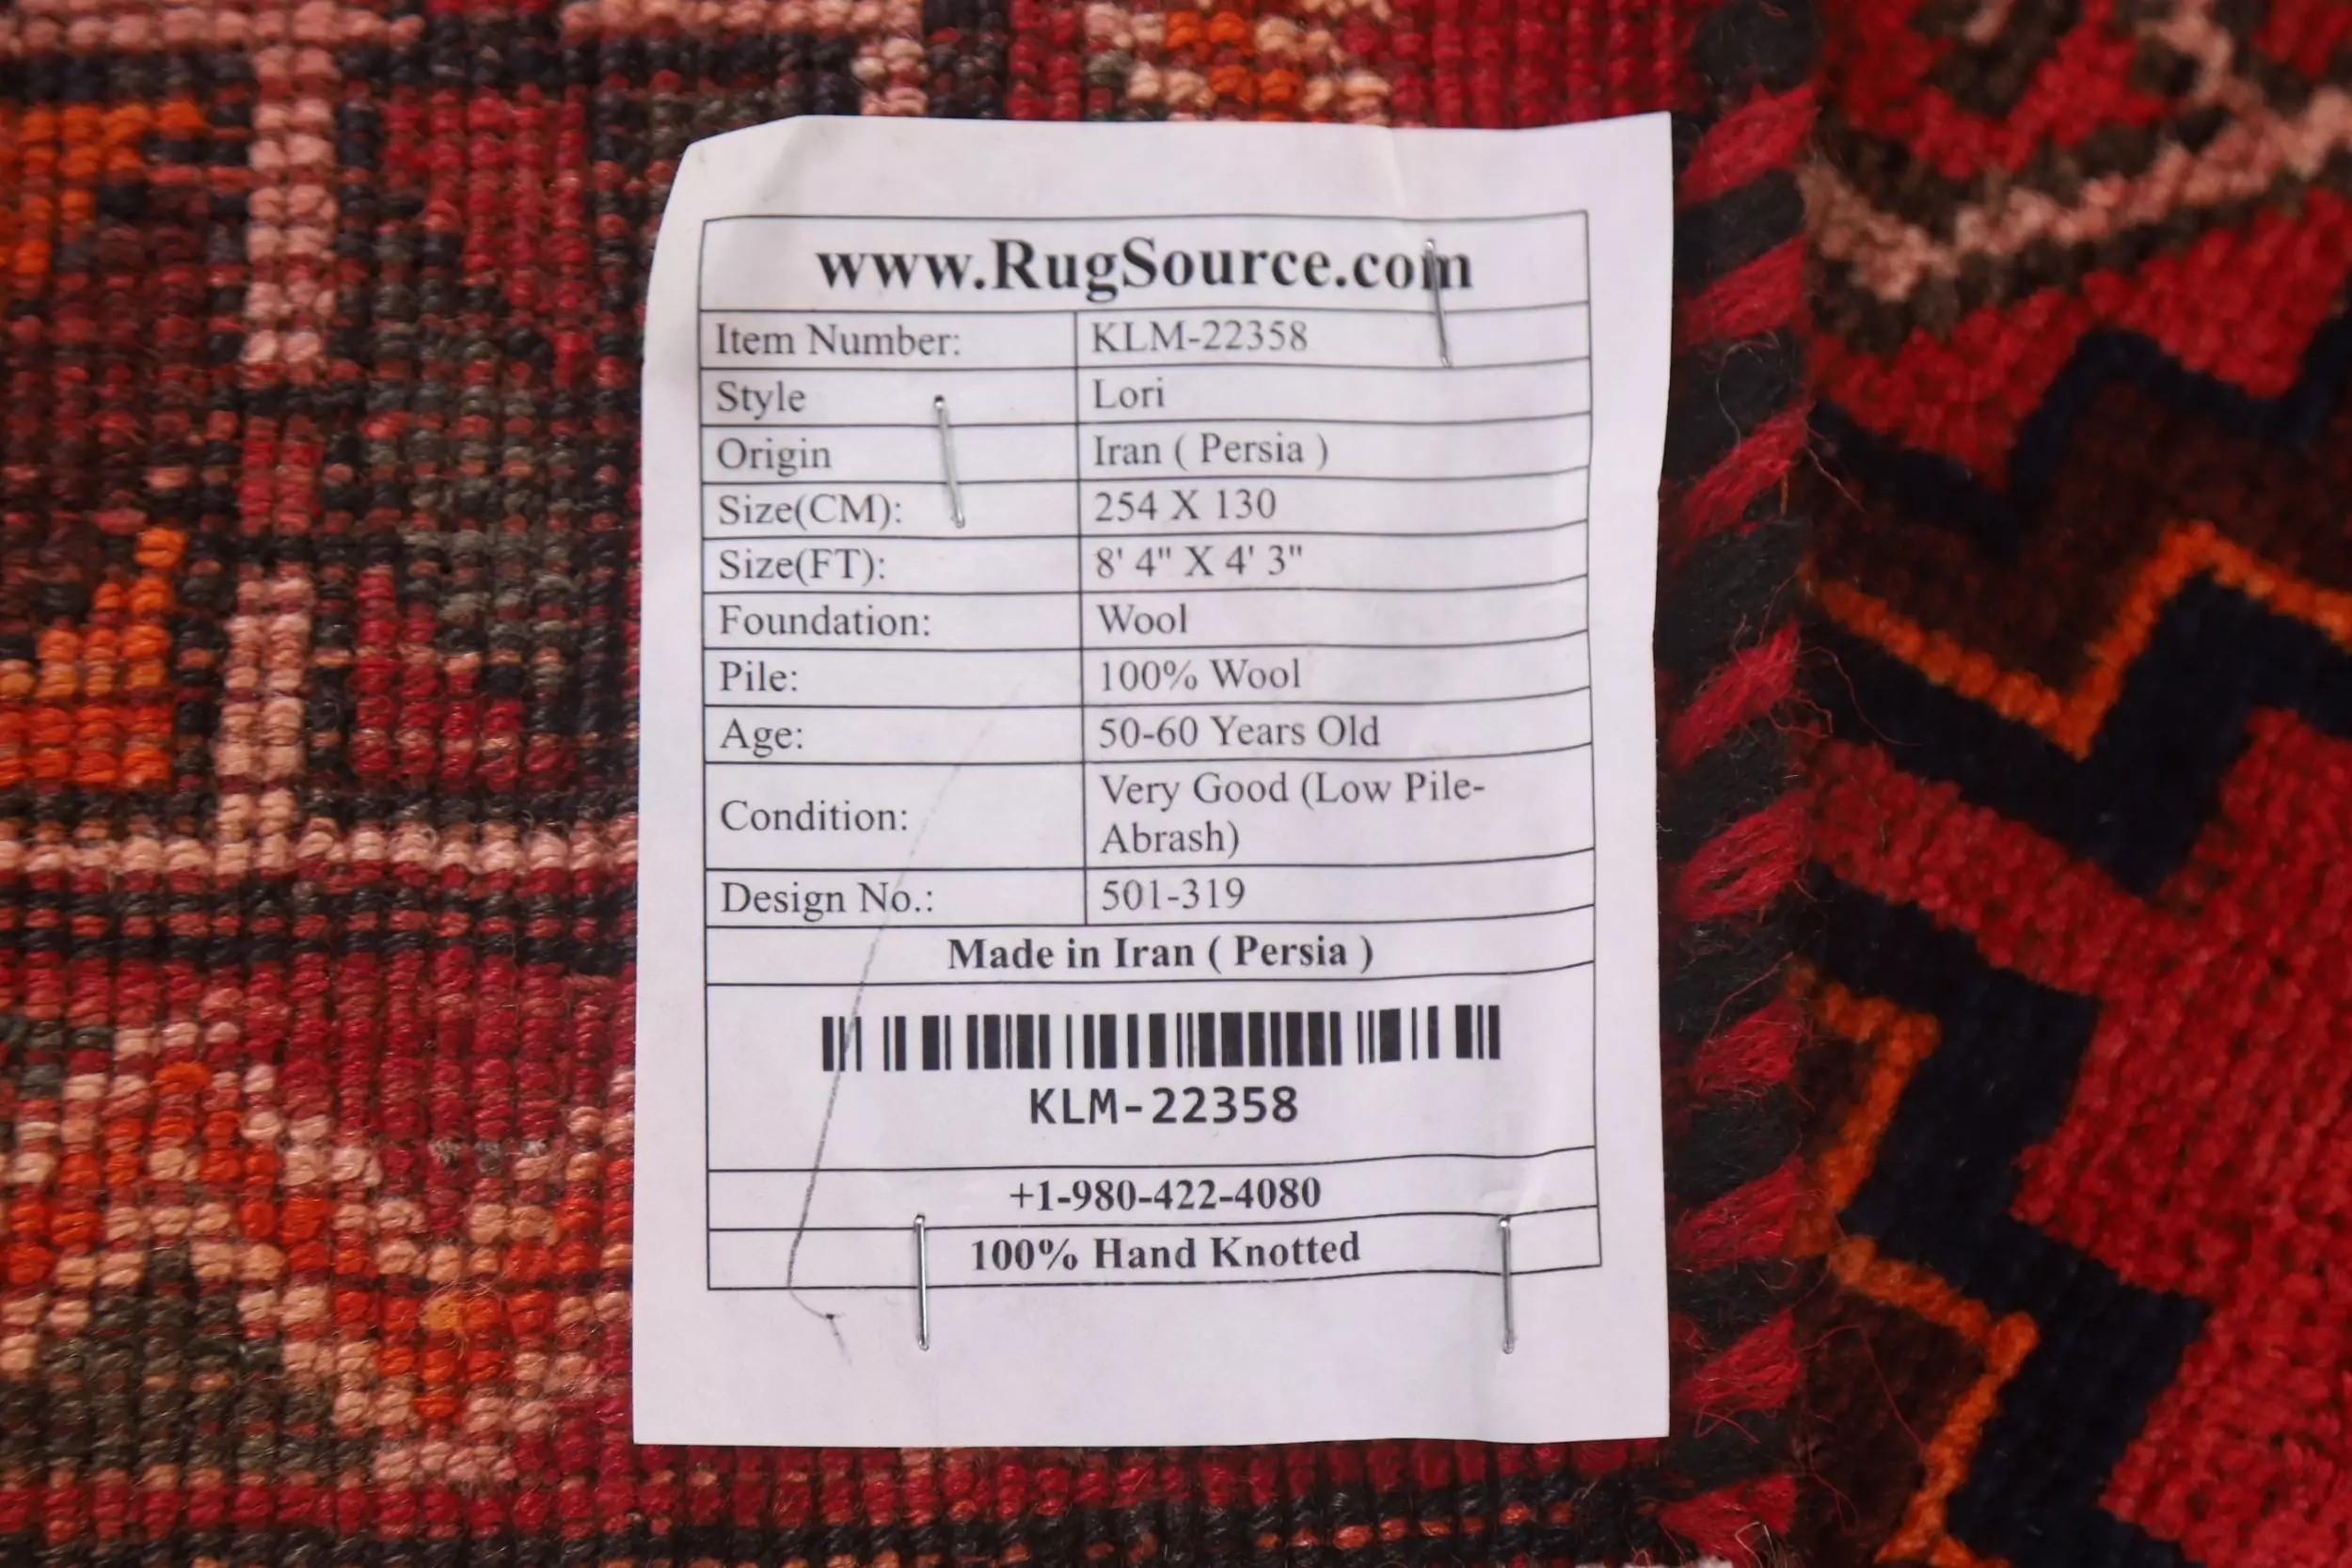 www.RugSource.com
Item Number: KLM-22358
Style Lori
Origin Iran ( Persia )
Size(CM): 254 X 130
Size(FT): 8' 4" X 4' 3"
Foundation: Wool
Pile: 100% Wool
Age: 50-60 Years Old
Condition: Very Good (Low Pile-
Abrash)
Design No.: 501-319
Made in Iran ( Persia )
KLM-22358
+1-980-422-4080
100% Hand Knotted